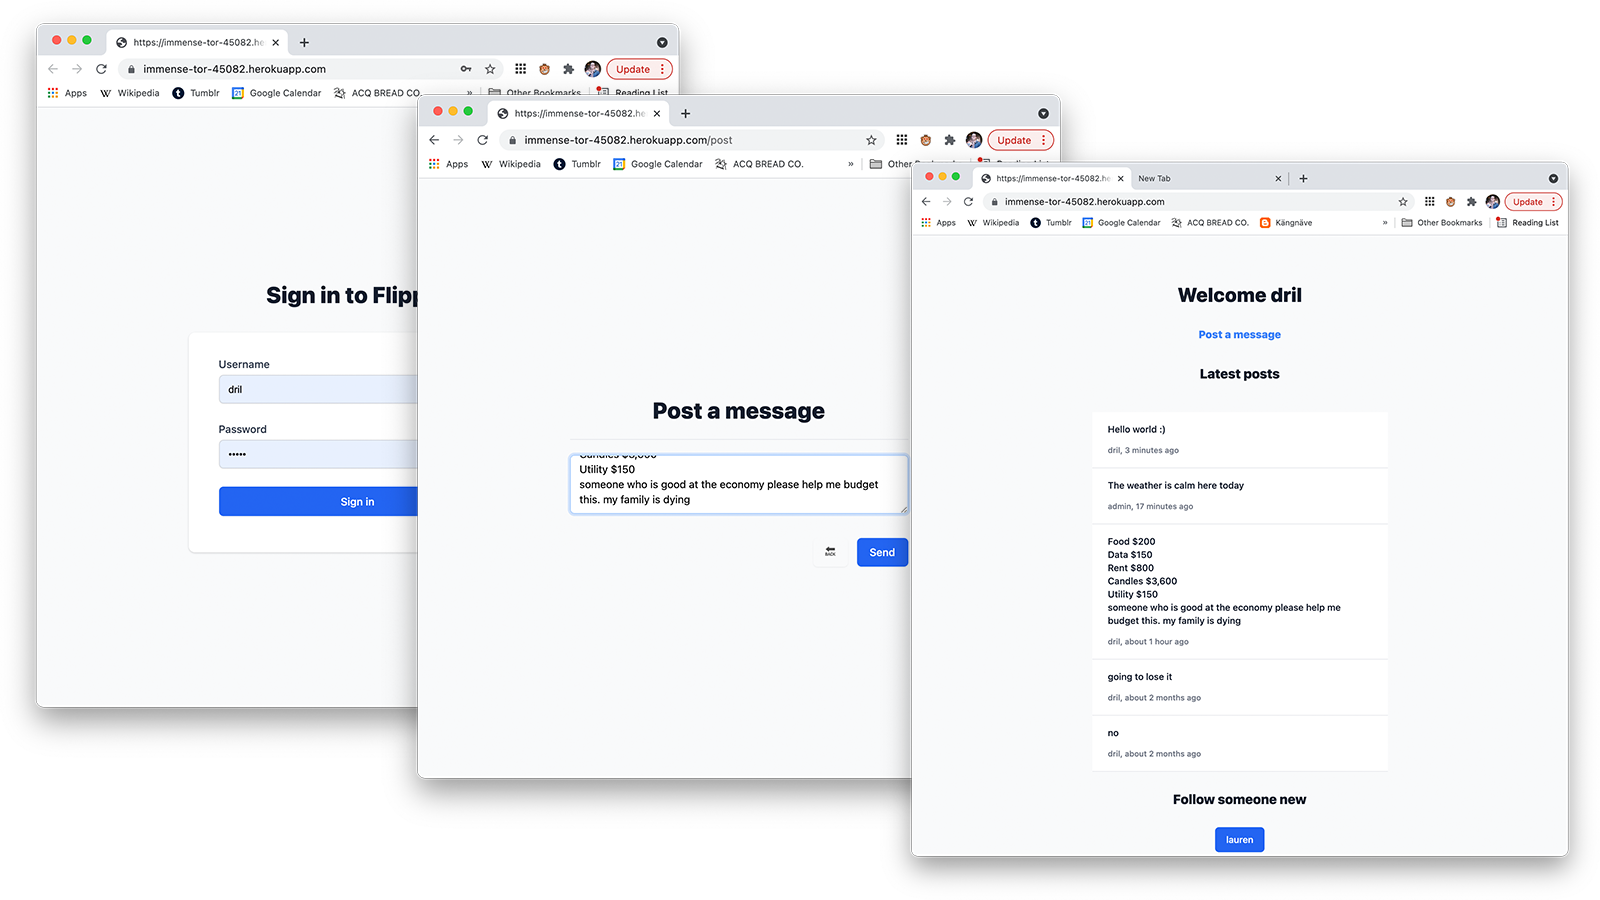 https://immense-tor-45082.he
immense-tor-45082.herokuapp.com
Update
Apps
Wikipedia
Tumblr
Google Calendar
ACQ BREAD CO.
»
Other Bookmarks
Reading List
Sign in to Flipp
Username
dril
Password
•••••
Sign in
https://immense-tor-45082.he
immense-tor-45082.herokuapp.com/post
Update
Apps
Wikipedia
Tumblr
Google Calendar
ACQ BREAD CO.
»
Other
Post a message
Candles $3,600
Utility $150
someone who is good at the economy please help me budget
this. my family is dying
BACK
Send
https://immense-tor-45082.he
New Tab
immense-tor-45082.herokuapp.com
Update
Apps
Wikipedia
Tumblr
Google Calendar
ACQ BREAD CO.
Kängnäve
»
Other Bookmarks
Reading List
Welcome dril
Post a message
Latest posts
Hello world :)
dril, 3 minutes ago
The weather is calm here today
admin, 17 minutes ago
Food $200
Data $150
Rent $800
Candles $3,600
Utility $150
someone who is good at the economy please help me
budget this. my family is dying
dril, about 1 hour ago
going to lose it
dril, about 2 months ago
no
dril, about 2 months ago
Follow someone new
lauren